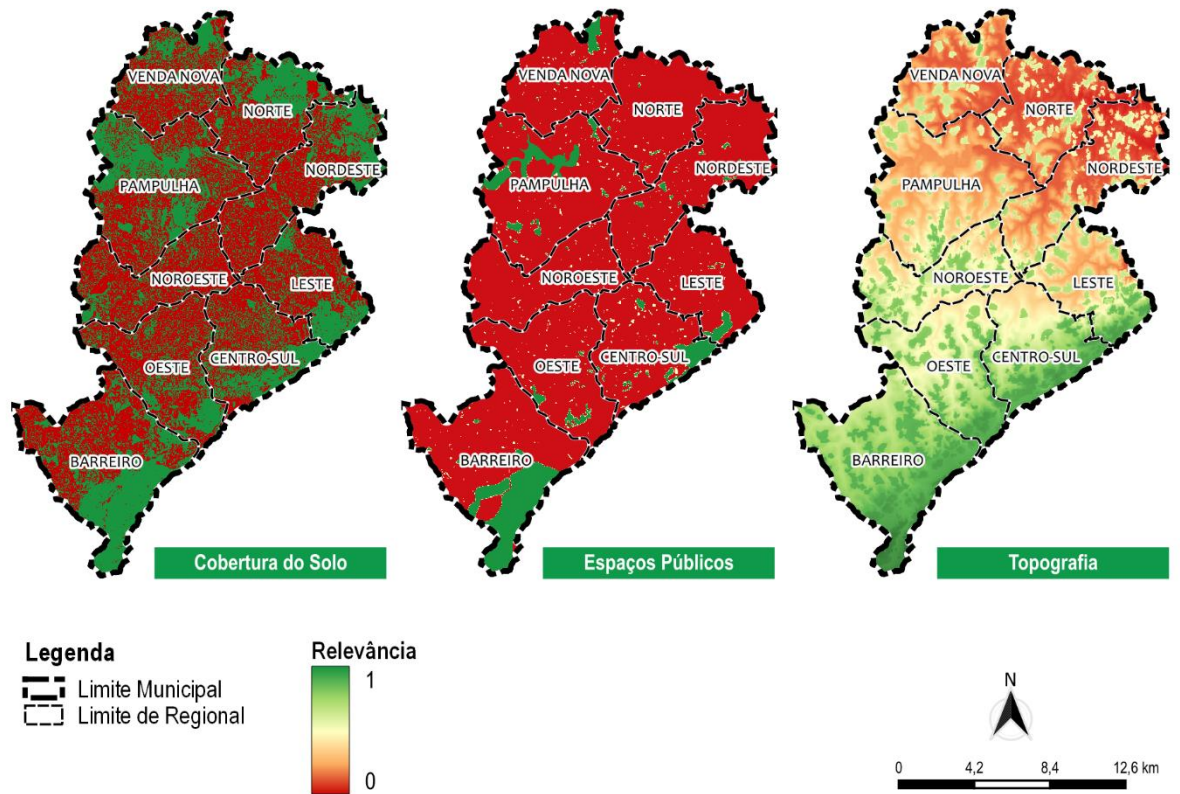 VENDA NOVA
NORTE
NORDESTE
PAMPULHA
NOROESTE
LESTE
OESTE
CENTRO-SUL
BARREIRO
Cobertura do Solo
VENDA NOVA
NORTE
NORDESTE
PAMPULHA
NOROESTE
LESTE
OESTE
CENTRO-SUL
BARREIRO
Espaços Públicos
VENDA NOVA
NORTE
NORDESTE
PAMPULHA
NOROESTE
LESTE
OESTE
CENTRO-SUL
BARREIRO
Topografia
Legenda
Limite Municipal
Limite de Regional
Relevância
1
0
N
0 4,2 8,4 12,6 km